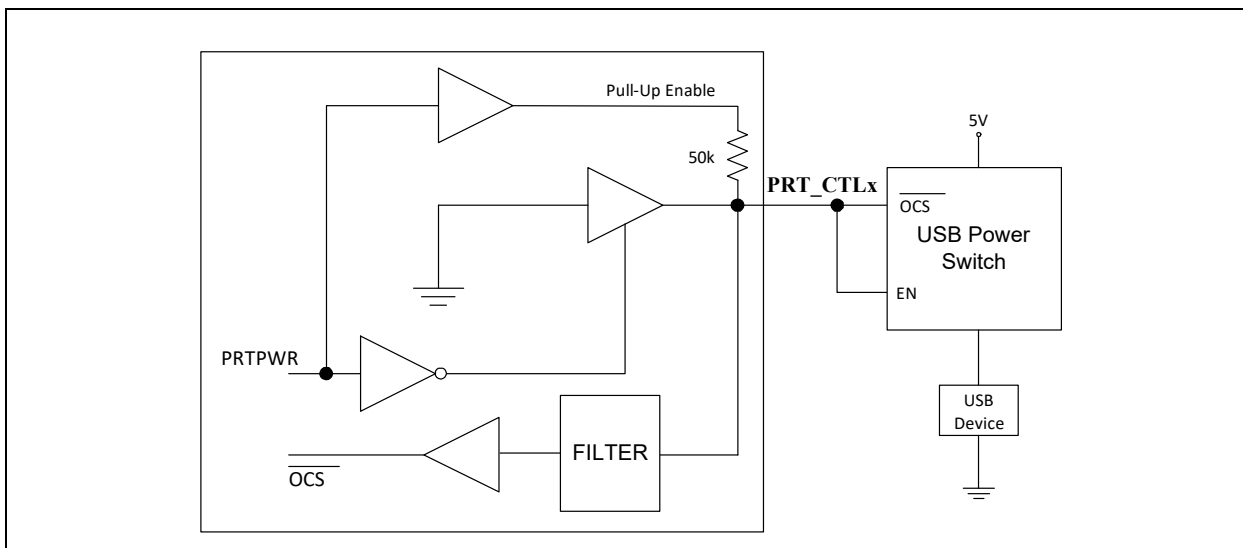 Pull-Up Enable
5V
50k
PRT_CTLx
OCS
USB Power
Switch
EN
PRTPWR
USB
Device
FILTER
OCS